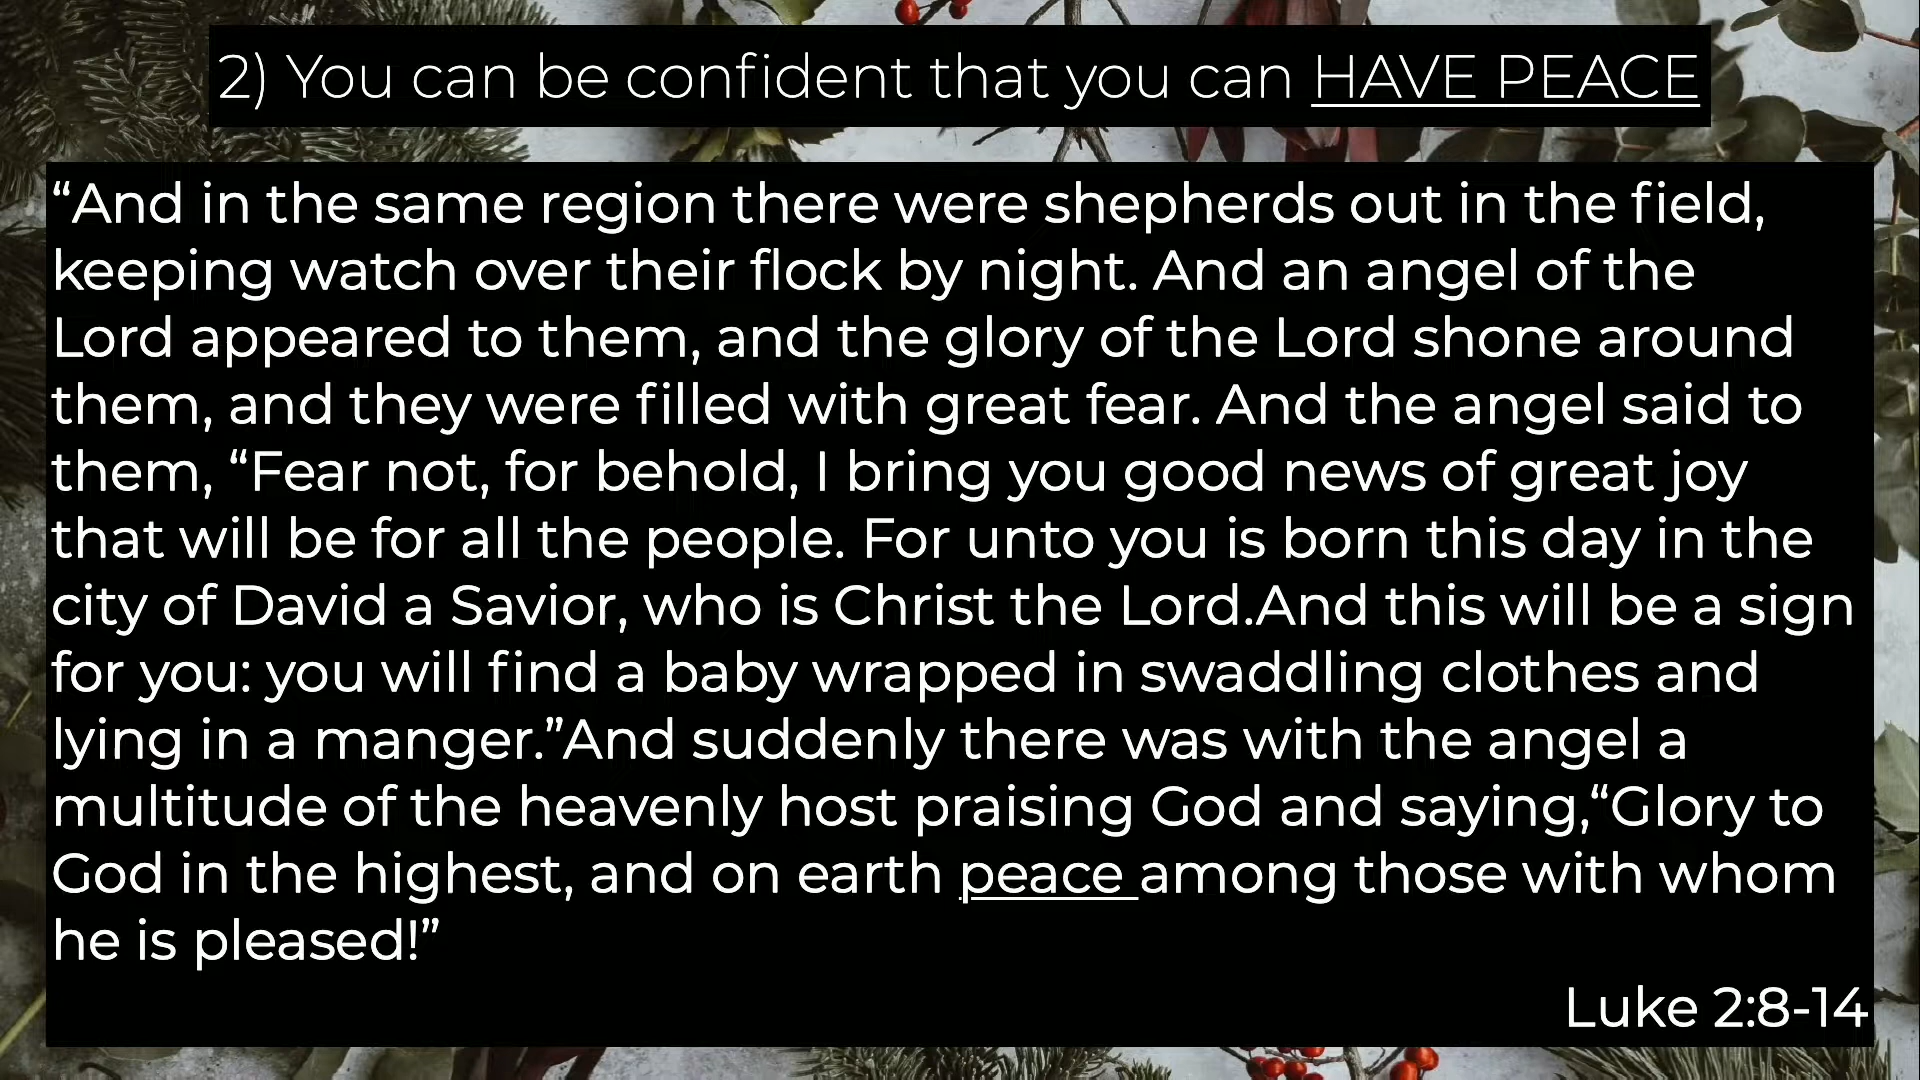 2) You can be confident that you can HAVE PEACE
“And in the same region there were shepherds out in the field,
keeping watch over their flock by night. And an angel of the
Lord appeared to them, and the glory of the Lord shone around
them, and they were filled with great fear. And the angel said to
them, “Fear not, for behold, I bring you good news of great joy
that will be for all the people. For unto you is born this day in the
city of David a Savior, who is Christ the Lord.And this will be a sign
for you: you will find a baby wrapped in swaddling clothes and
lying in a manger.”And suddenly there was with the angel a
multitude of the heavenly host praising God and saying,“Glory to
God in the highest, and on earth peace among those with whom
he is pleased!”
Luke 2:8-14